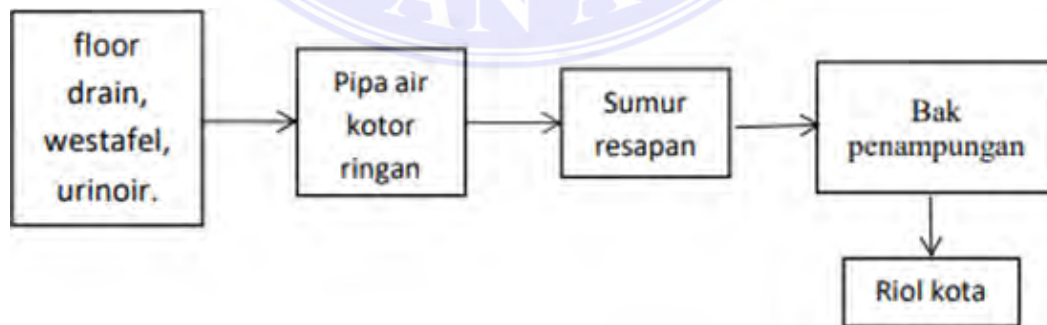 floor
drain,
westafel,
urinoir.
Pipa air
kotor
ringan
Sumur
resapan
Bak
penampungan
Riol kota